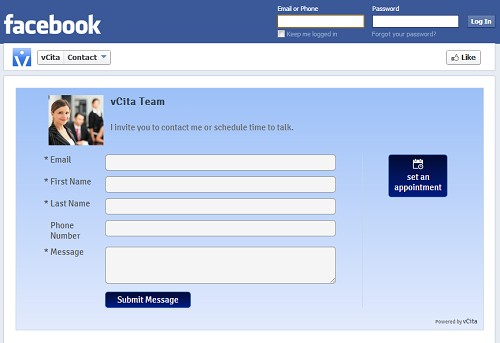 facebook
Email or Phone
Password
Log In
Keep me logged in
Forgot your password?
vCita
Contact
Like
vCita Team
I invite you to contact me or schedule time to talk.
* Email
* First Name
* Last Name
Phone
Number
* Message
Submit Message
set an
appointment
Powered by vCita